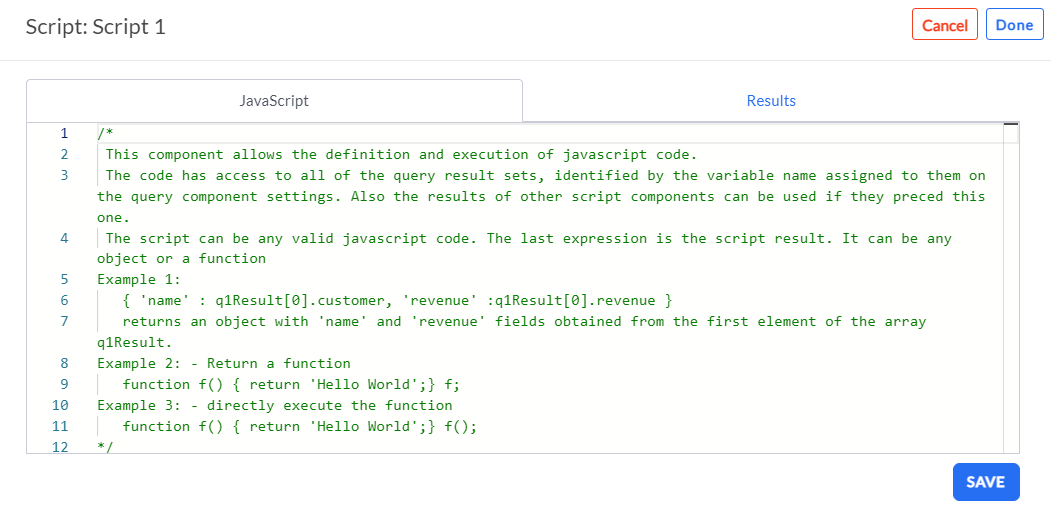 Script: Script 1
Cancel
Done
JavaScript
Results
1 /*
2 This component allows the definition and execution of javascript code.
3 The code has access to all of the query result sets, identified by the variable name assigned to them on
the query component settings. Also the results of other script components can be used if they preced this
one.
4 The script can be any valid javascript code. The last expression is the script result. It can be any
object or a function
5 Example 1:
6 { 'name' : q1Result[0].customer, 'revenue' :q1Result[0].revenue }
7 returns an object with 'name' and 'revenue' fields obtained from the first element of the array
q1Result.
8 Example 2: - Return a function
9 function f() { return 'Hello World';} f;
10 Example 3: - directly execute the function
11 function f() { return 'Hello World';} f();
12 */
SAVE